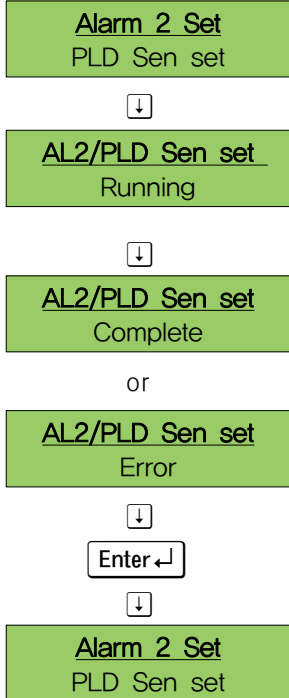 Alarm 2 Set
PLD Sen set
↓
AL2/PLD Sen set
Running
↓
AL2/PLD Sen set
Complete
or
AL2/PLD Sen set
Error
↓
Enter↵
↓
Alarm 2 Set
PLD Sen set